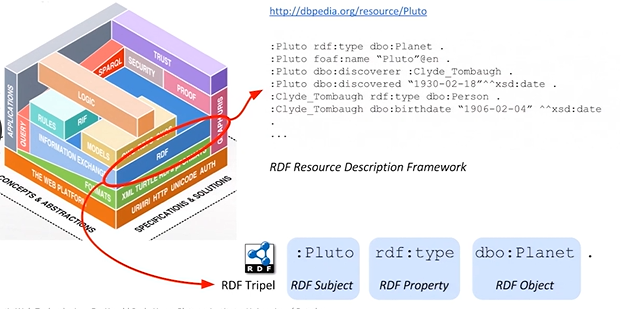 http://dbpedia.org/resource/Pluto
:Pluto rdf:type dbo:Planet .
:Pluto foaf:name “Pluto”@en .
:Pluto dbo:discoverer :Clyde_Tombaugh .
:Pluto dbo:discovered “1930-02-18”^^xsd:date .
:Clyde_Tombaugh rdf:type dbo:Person .
:Clyde_Tombaugh dbo:birthdate “1906-02-04” ^^xsd:date
.
...
RDF Resource Description Framework
TRUST
SPARQL
SECURITY
PROOF
LOGIC
APPLICATIONS
QUERY
RULES
RIF
MODELS
RDF
INFORMATION EXCHANGE
FORMATS
XML TURTLE
THE WEB PLATFORM
URI/IRI HTTP UNICODE AUTH
CONCEPTS & ABSTRACTIONS
SPECIFICATIONS & SOLUTIONS
:Pluto rdf:type dbo:Planet .
RDF
RDF Tripel RDF Subject RDF Property RDF Object